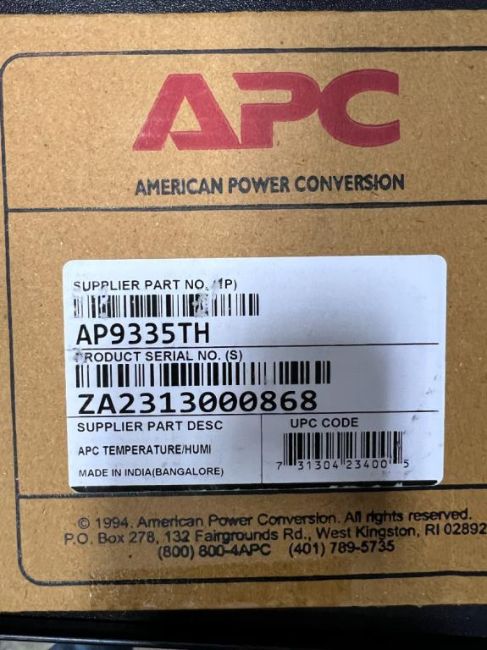 APC
AMERICAN POWER CONVERSION
SUPPLIER PART NO. (1P)
AP9335TH
PRODUCT SERIAL NO. (S)
ZA2313000868
SUPPLIER PART DESC
UPC CODE
APC TEMPERATURE/HUMI
7 31304 23400 5
MADE IN INDIA(BANGALORE)
© 1994. American Power Conversion. All rights reserved.
P.O. Box 278, 132 Fairgrounds Rd., West Kingston, RI 02892
(800) 800-4APC (401) 789-5735